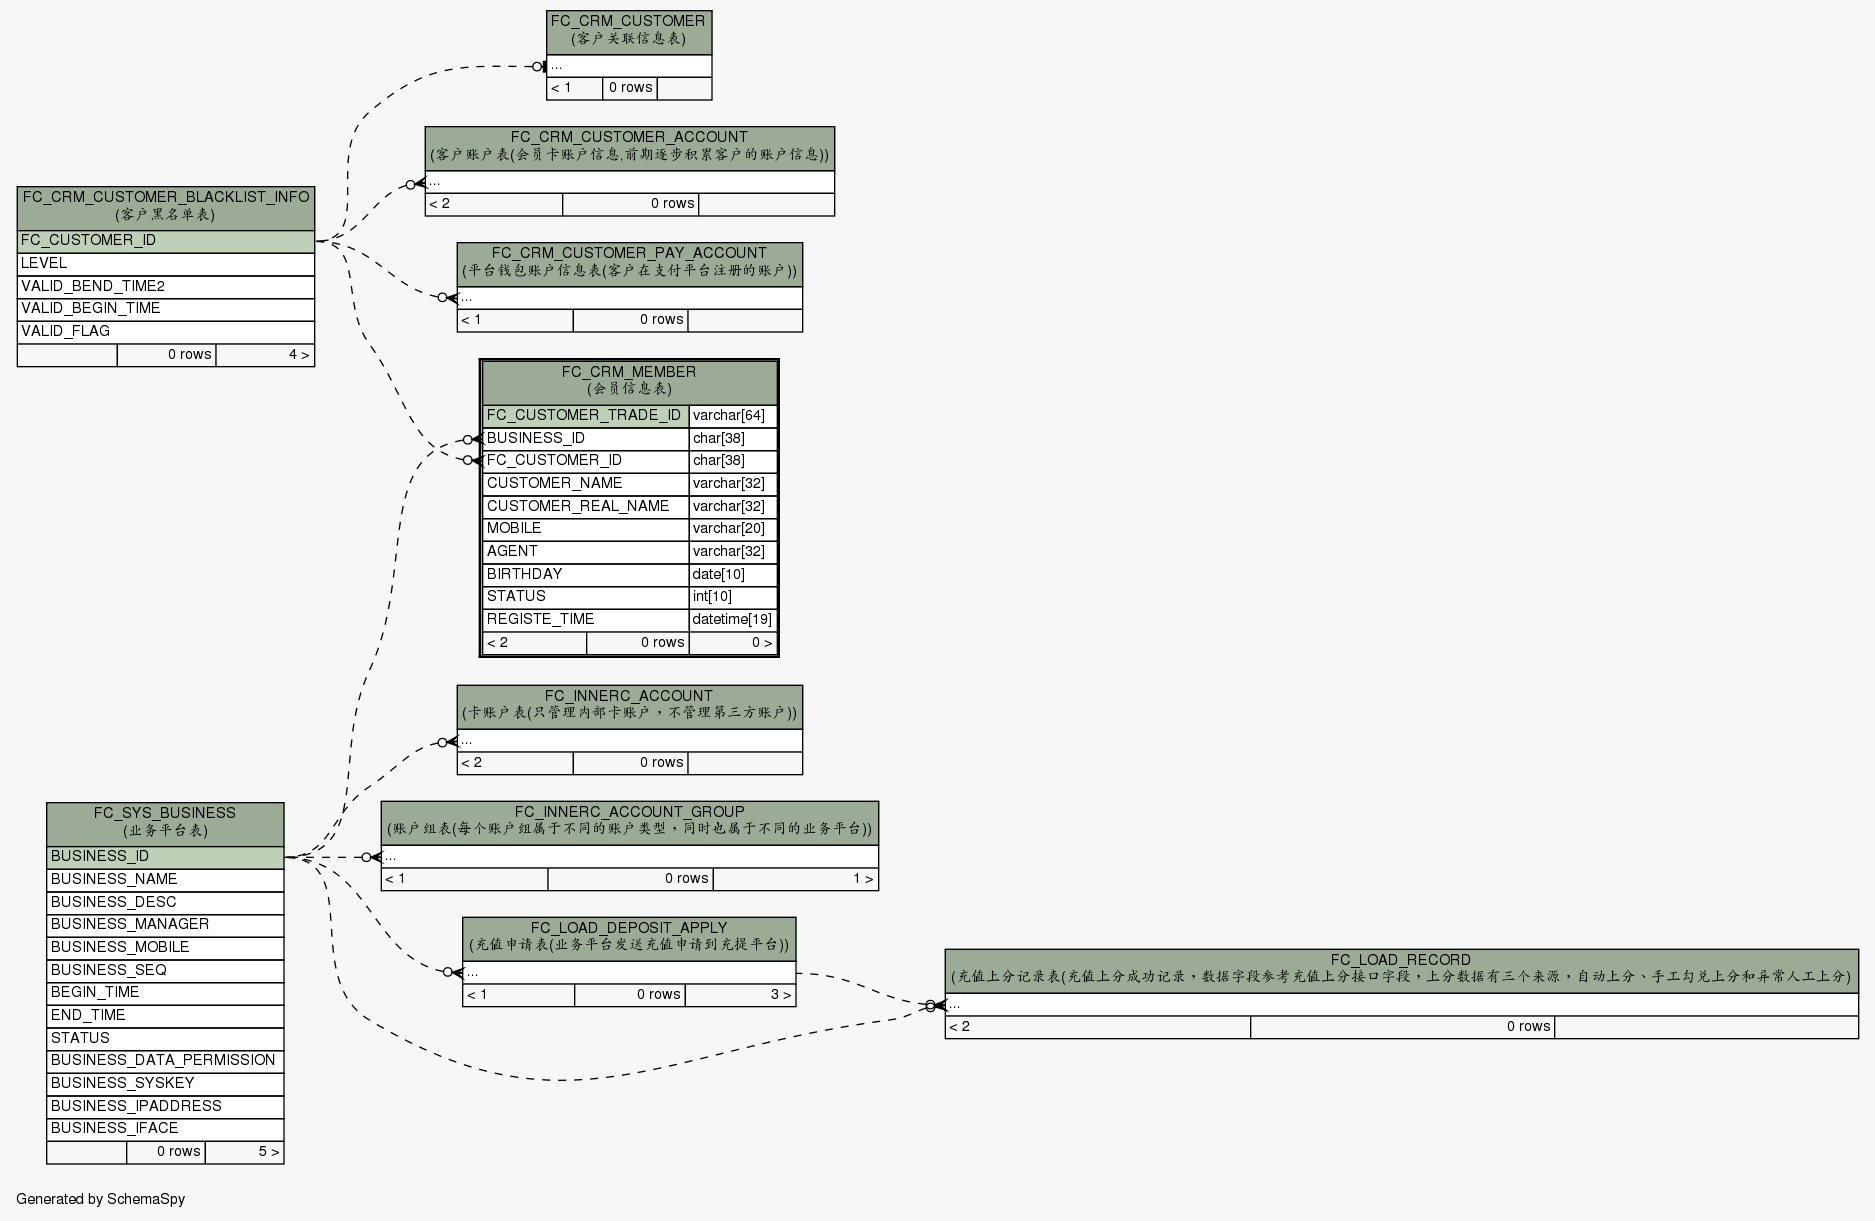 FC_CRM_CUSTOMER
(客户关联信息表)
...
< 1 0 rows
FC_CRM_CUSTOMER_ACCOUNT
(客户账户表(会员卡账户信息,前期逐步积累客户的账户信息))
...
< 2 0 rows
FC_CRM_CUSTOMER_BLACKLIST_INFO
(客户黑名单表)
FC_CUSTOMER_ID
LEVEL
VALID_BEND_TIME2
VALID_BEGIN_TIME
VALID_FLAG
0 rows 4 >
FC_CRM_CUSTOMER_PAY_ACCOUNT
(平台钱包账户信息表(客户在支付平台注册的账户))
...
< 1 0 rows
FC_CRM_MEMBER
(会员信息表)
FC_CUSTOMER_TRADE_ID varchar[64]
BUSINESS_ID char[38]
FC_CUSTOMER_ID char[38]
CUSTOMER_NAME varchar[32]
CUSTOMER_REAL_NAME varchar[32]
MOBILE varchar[20]
AGENT varchar[32]
BIRTHDAY date[10]
STATUS int[10]
REGISTE_TIME datetime[19]
< 2 0 rows 0 >
FC_INNERC_ACCOUNT
(卡账户表(只管理内部卡账户，不管理第三方账户))
...
< 2 0 rows
FC_SYS_BUSINESS
(业务平台表)
BUSINESS_ID
BUSINESS_NAME
BUSINESS_DESC
BUSINESS_MANAGER
BUSINESS_MOBILE
BUSINESS_SEQ
BEGIN_TIME
END_TIME
STATUS
BUSINESS_DATA_PERMISSION
BUSINESS_SYSKEY
BUSINESS_IPADDRESS
BUSINESS_IFACE
0 rows 5 >
FC_INNERC_ACCOUNT_GROUP
(账户组表(每个账户组属于不同的账户类型，同时也属于不同的业务平台))
...
< 1 0 rows 1 >
FC_LOAD_DEPOSIT_APPLY
(充值申请表(业务平台发送充值申请到充提平台))
...
< 1 0 rows 3 >
FC_LOAD_RECORD
(充值上分记录表(充值上分成功记录，数据字段参考充值上分接口字段，上分数据有三个来源，自动上分、手工勾兑上分和异常人工上分)
...
< 2 0 rows
Generated by SchemaSpy